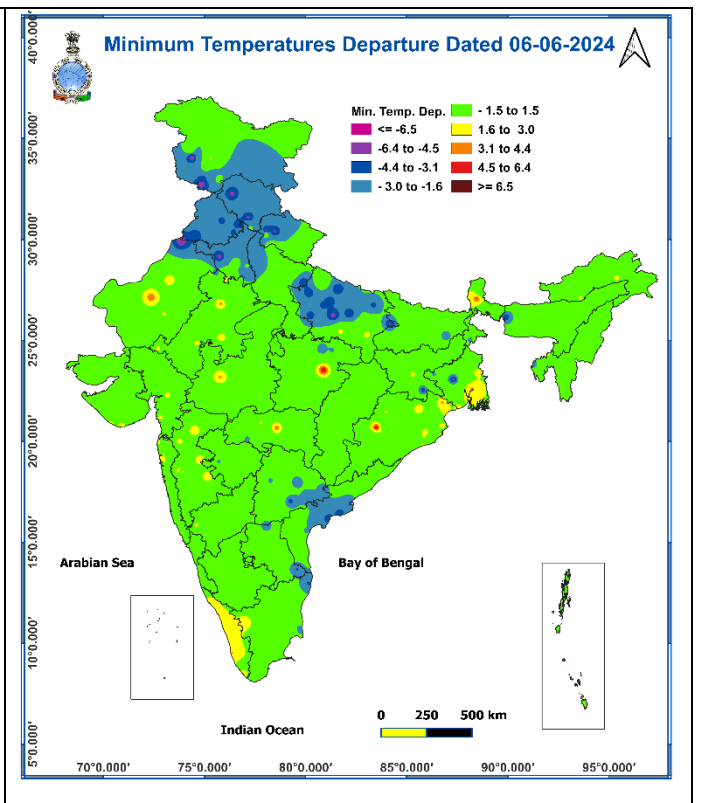 Minimum Temperatures Departure Dated 06-06-2024
Min. Temp. Dep.
<= -6.5
-6.4 to -4.5
-4.4 to -3.1
- 3.0 to -1.6
- 1.5 to 1.5
1.6 to 3.0
3.1 to 4.4
4.5 to 6.4
>= 6.5
40°0.000'
35°0.000'
30°0.000'
25°0.000'
20°0.000'
15°0.000'
10°0.000'
5°0.000'
Arabian Sea
Bay of Bengal
Indian Ocean
0 250 500 km
70°0.000' 75°0.000' 80°0.000' 85°0.000' 90°0.000' 95°0.000'